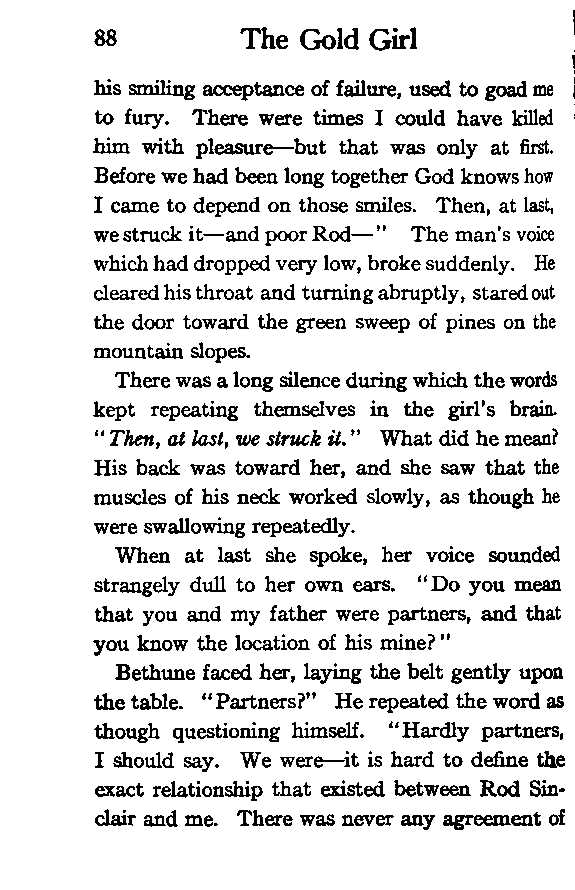 88 The Gold Girl
his smiling acceptance of failure, used to goad me
to fury. There were times I could have killed
him with pleasure—but that was only at first.
Before we had been long together God knows how
I came to depend on those smiles. Then, at last,
we struck it—and poor Rod—" The man's voice
which had dropped very low, broke suddenly. He
cleared his throat and turning abruptly, stared out
the door toward the green sweep of pines on the
mountain slopes.
There was a long silence during which the words
kept repeating themselves in the girl's brain.
"Then, at last, we struck it." What did he mean?
His back was toward her, and she saw that the
muscles of his neck worked slowly, as though he
were swallowing repeatedly.
When at last she spoke, her voice sounded
strangely dull to her own ears. "Do you mean
that you and my father were partners, and that
you know the location of his mine?"
Bethune faced her, laying the belt gently upon
the table. "Partners?" He repeated the word as
though questioning himself. "Hardly partners,
I should say. We were—it is hard to define the
exact relationship that existed between Rod Sin-
clair and me. There was never any agreement of